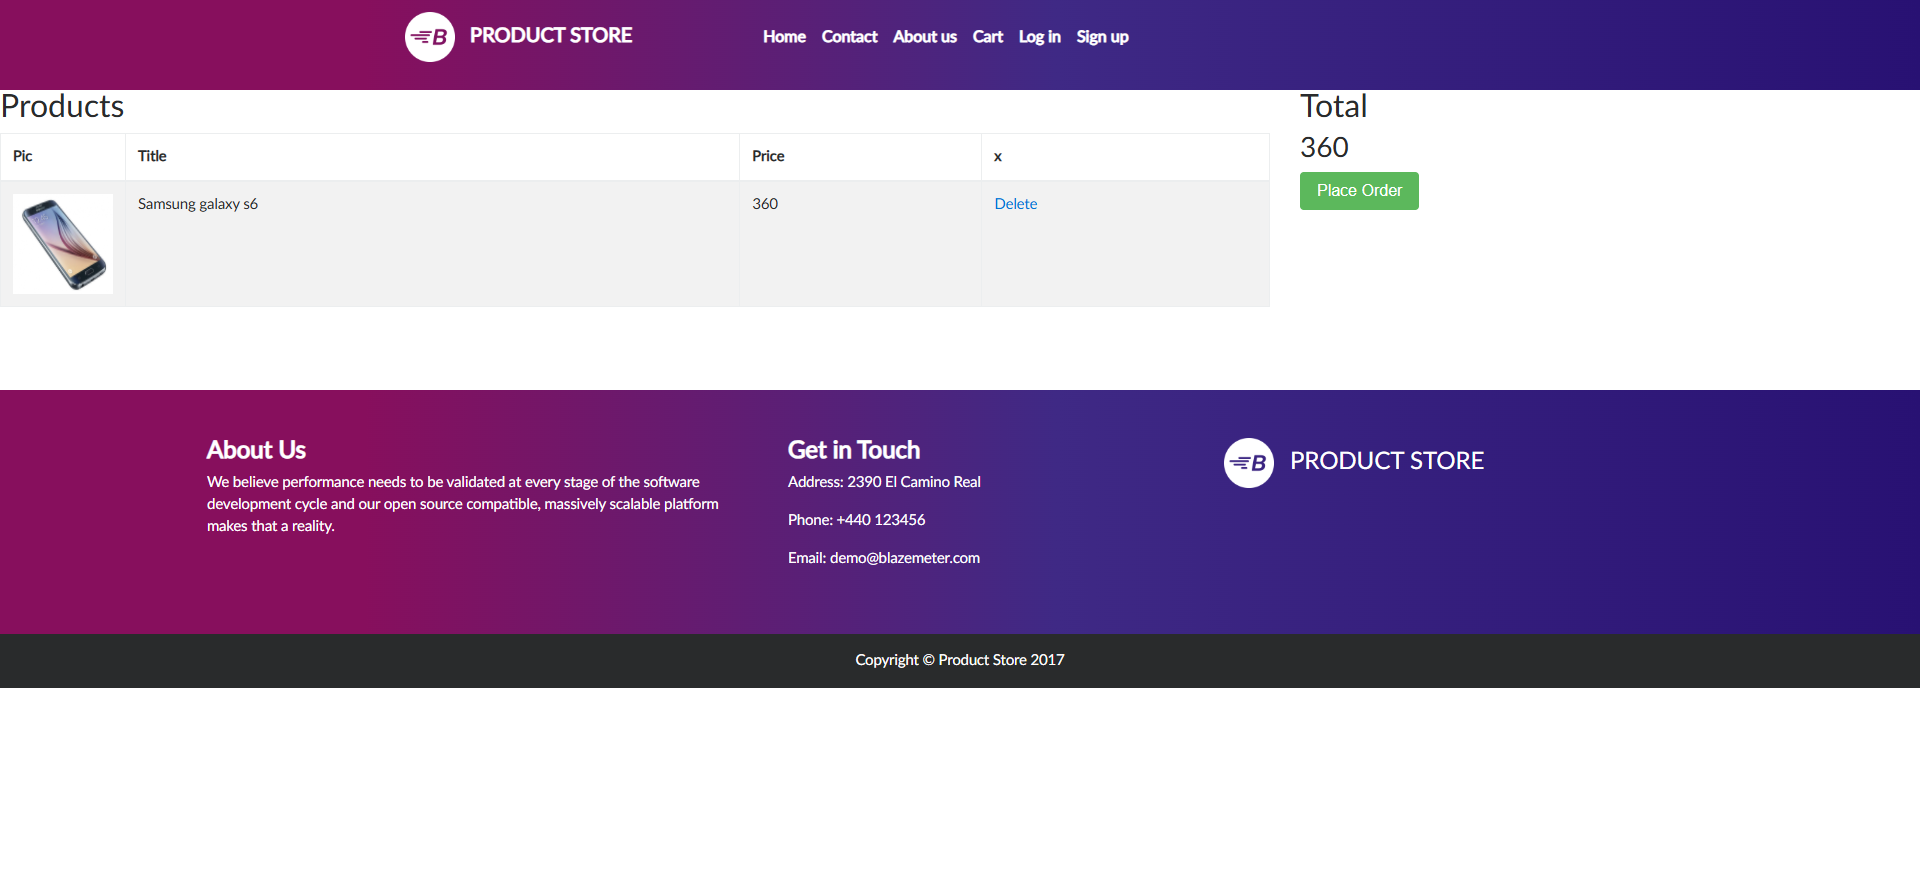 B PRODUCT STORE
Home Contact About us Cart Log in Sign up
Products
Pic Title Price x
Samsung galaxy s6 360 Delete
Total
360
Place Order
About Us
We believe performance needs to be validated at every stage of the software
development cycle and our open source compatible, massively scalable platform
makes that a reality.
Get in Touch
Address: 2390 El Camino Real
Phone: +440 123456
Email: demo@blazemeter.com
B PRODUCT STORE
Copyright © Product Store 2017